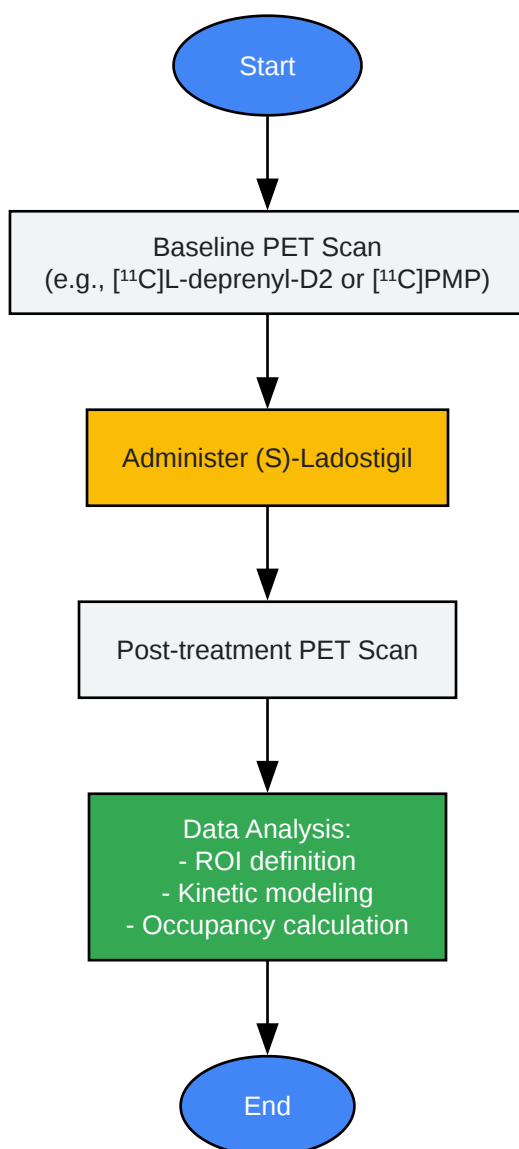 Start
Baseline PET Scan
(e.g., [¹¹C]L-deprenyl-D2 or [¹¹C]PMP)
Administer (S)-Ladostigil
Post-treatment PET Scan
Data Analysis:
- ROI definition
- Kinetic modeling
- Occupancy calculation
End